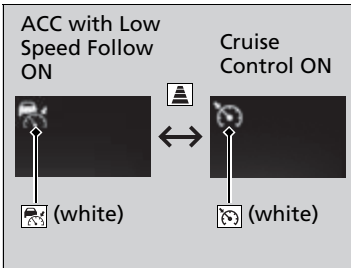 ACC with Low
Speed Follow
ON
Cruise
Control ON
(white)
(white)